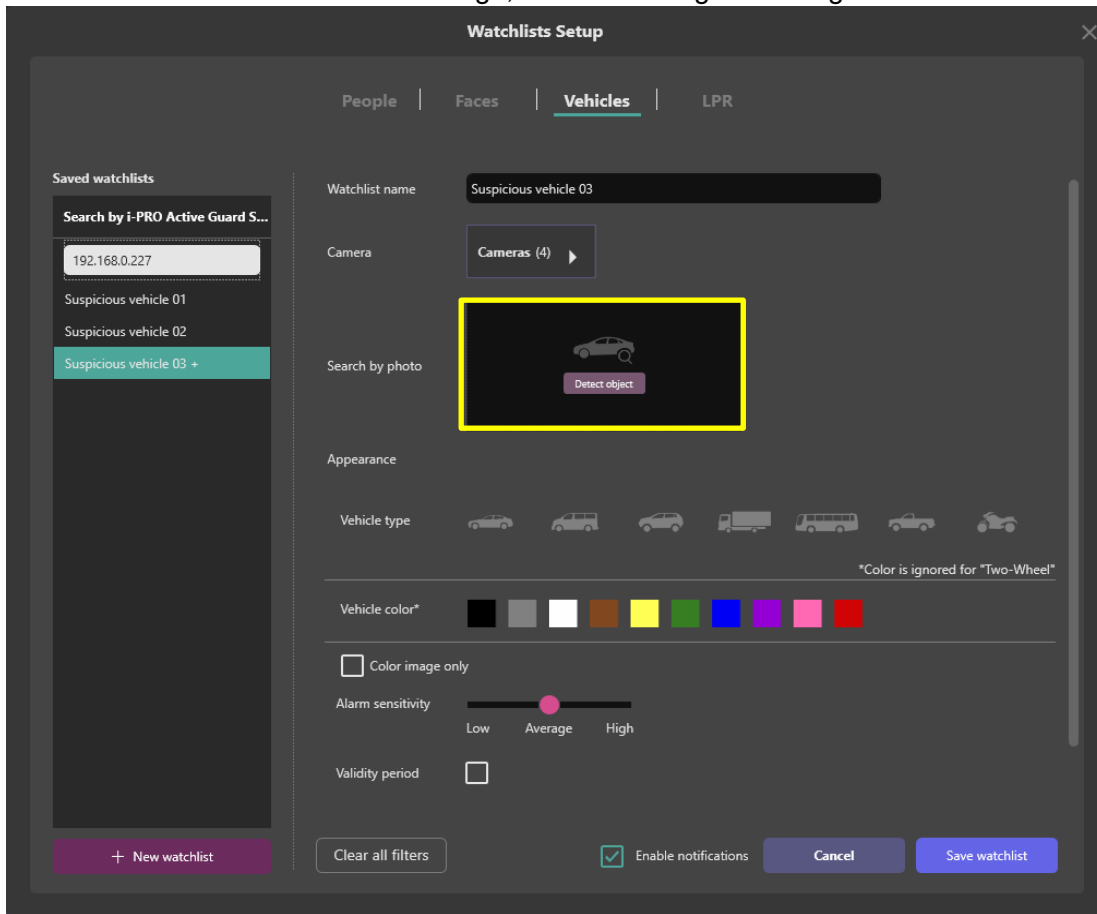 Watchlists Setup
People
Faces
Vehicles
LPR
Saved watchlists
Search by i-PRO Active Guard S...
192.168.0.227
Suspicious vehicle 01
Suspicious vehicle 02
Suspicious vehicle 03 +
+ New watchlist
Watchlist name
Suspicious vehicle 03
Camera
Cameras (4)
Search by photo
Detect object
Appearance
Vehicle type
*Color is ignored for "Two-Wheel"
Vehicle color*
Color image only
Alarm sensitivity
Low Average High
Validity period
Clear all filters
Enable notifications
Cancel
Save watchlist